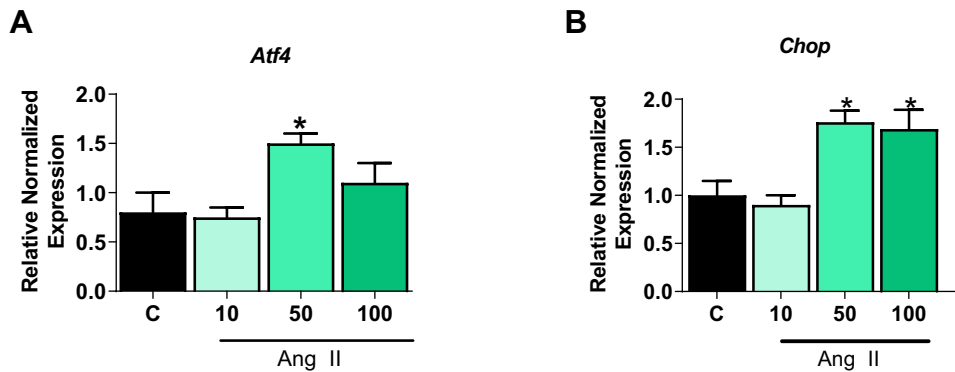 A
Atf4
Relative Normalized
Expression
2.0
1.5
1.0
0.5
0.0
*
C 10 50 100
Ang II
B
Chop
Relative Normalized
Expression
2.0
1.5
1.0
0.5
0.0
* *
C 10 50 100
Ang II